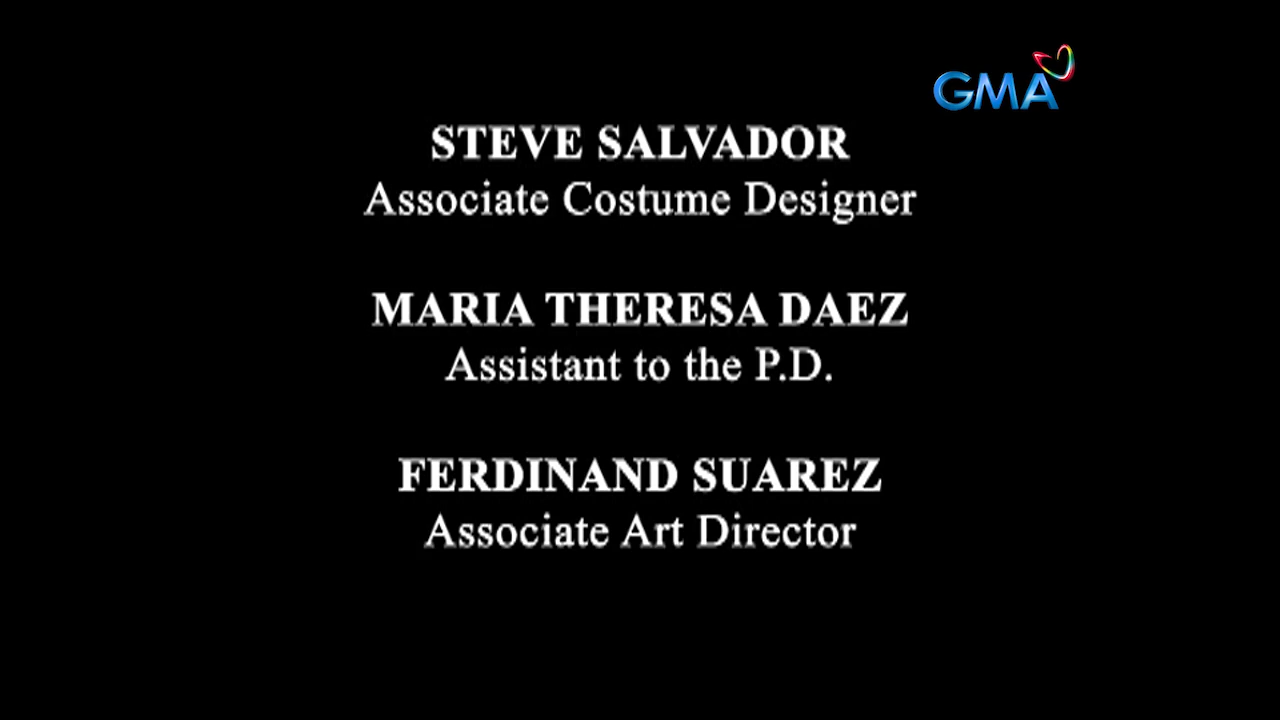 GMA
STEVE SALVADOR
Associate Costume Designer
MARIA THERESA DAEZ
Assistant to the P.D.
FERDINAND SUAREZ
Associate Art Director